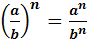 (a/b)^n = a^n/b^n